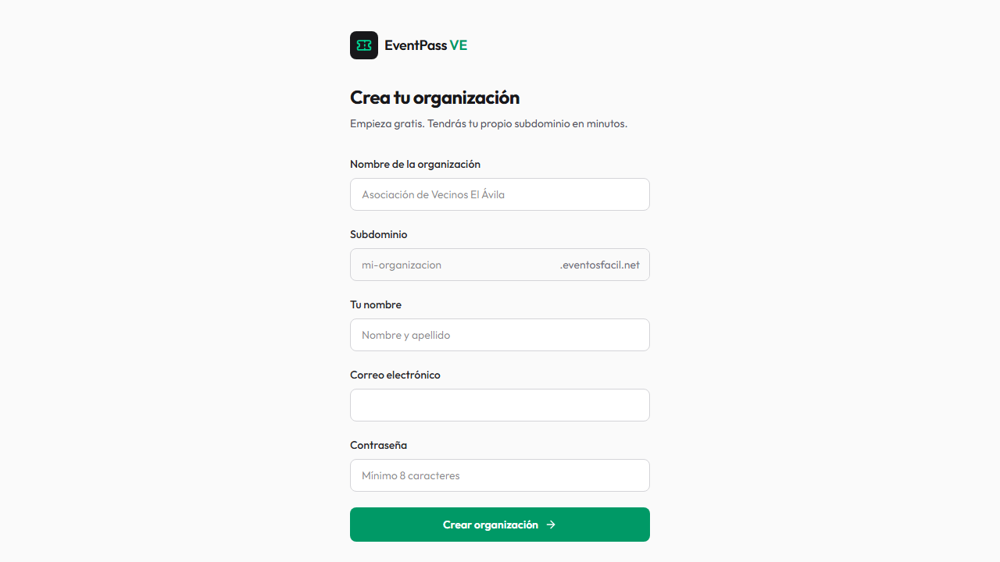 EventPass VE
Crea tu organización
Empieza gratis. Tendrás tu propio subdominio en minutos.
Nombre de la organización
Asociación de Vecinos El Ávila
Subdominio
mi-organizacion .eventosfacil.net
Tu nombre
Nombre y apellido
Correo electrónico
Contraseña
Mínimo 8 caracteres
Crear organización →